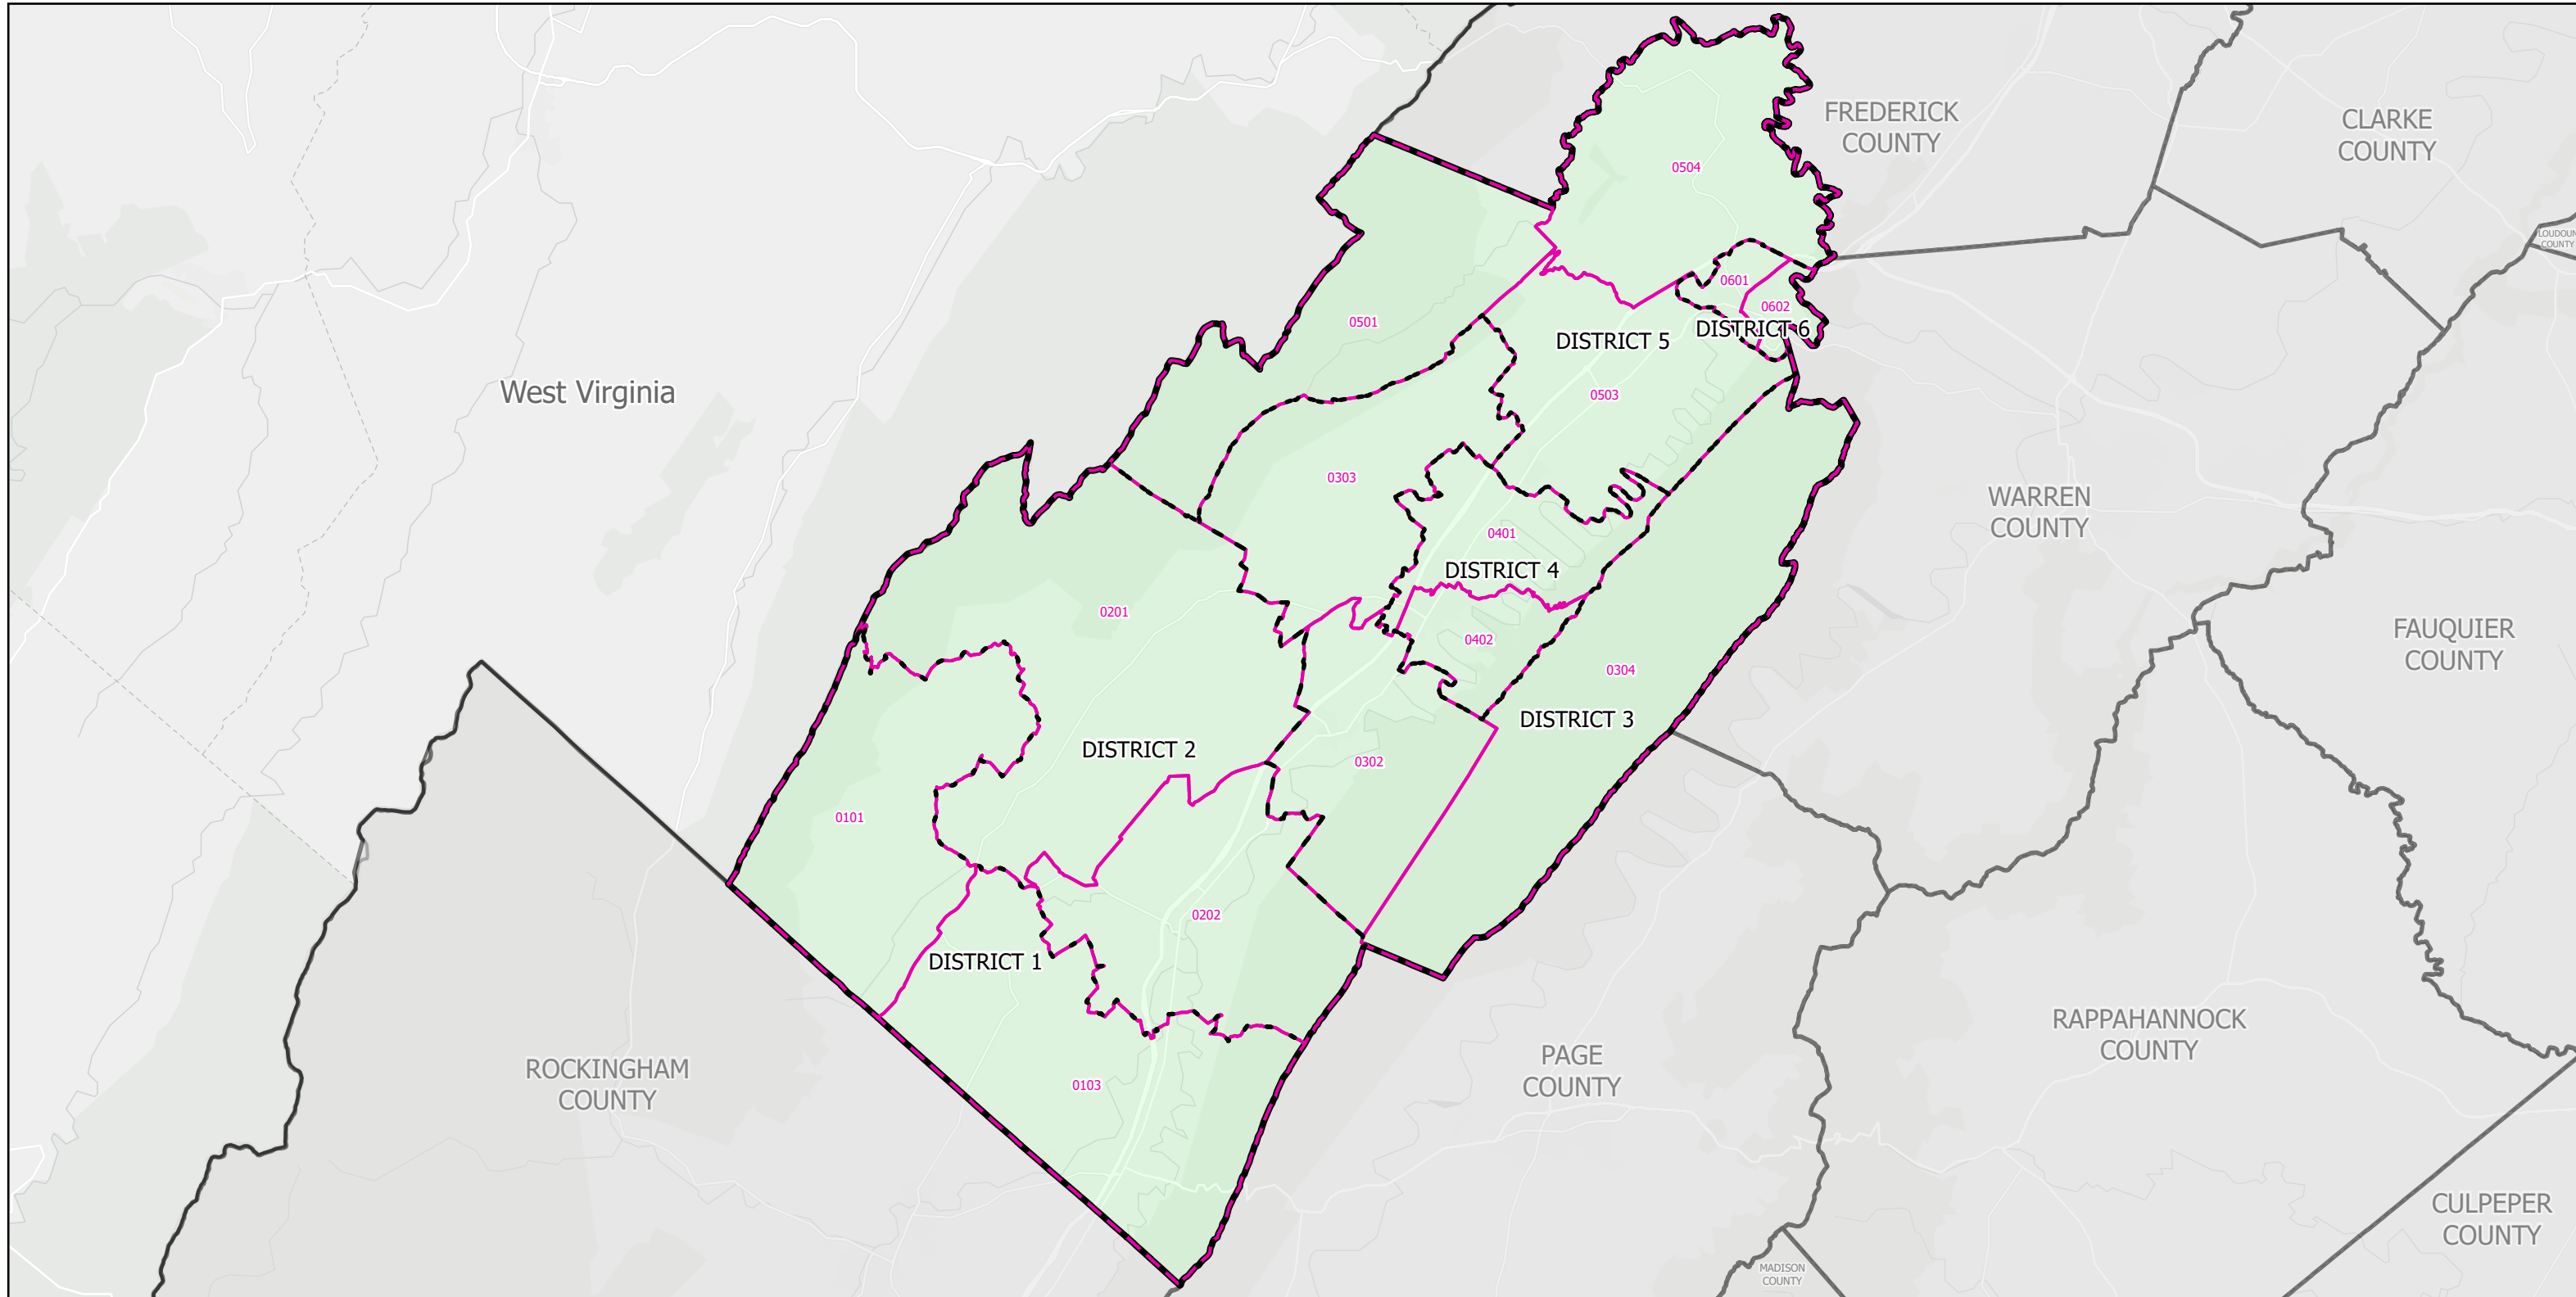 FREDERICK
COUNTY
CLARKE
COUNTY
0504
LOUDOUN
COUNTY
0601
0602
0501
DISTRICT 6
DISTRICT 5
West Virginia
0503
0303
WARREN
COUNTY
0401
DISTRICT 4
0201
0402
FAUQUIER
COUNTY
0304
DISTRICT 3
DISTRICT 2
0302
0101
0202
DISTRICT 1
RAPPAHANNOCK
COUNTY
PAGE
COUNTY
ROCKINGHAM
COUNTY
0103
CULPEPER
COUNTY
MADISON
COUNTY